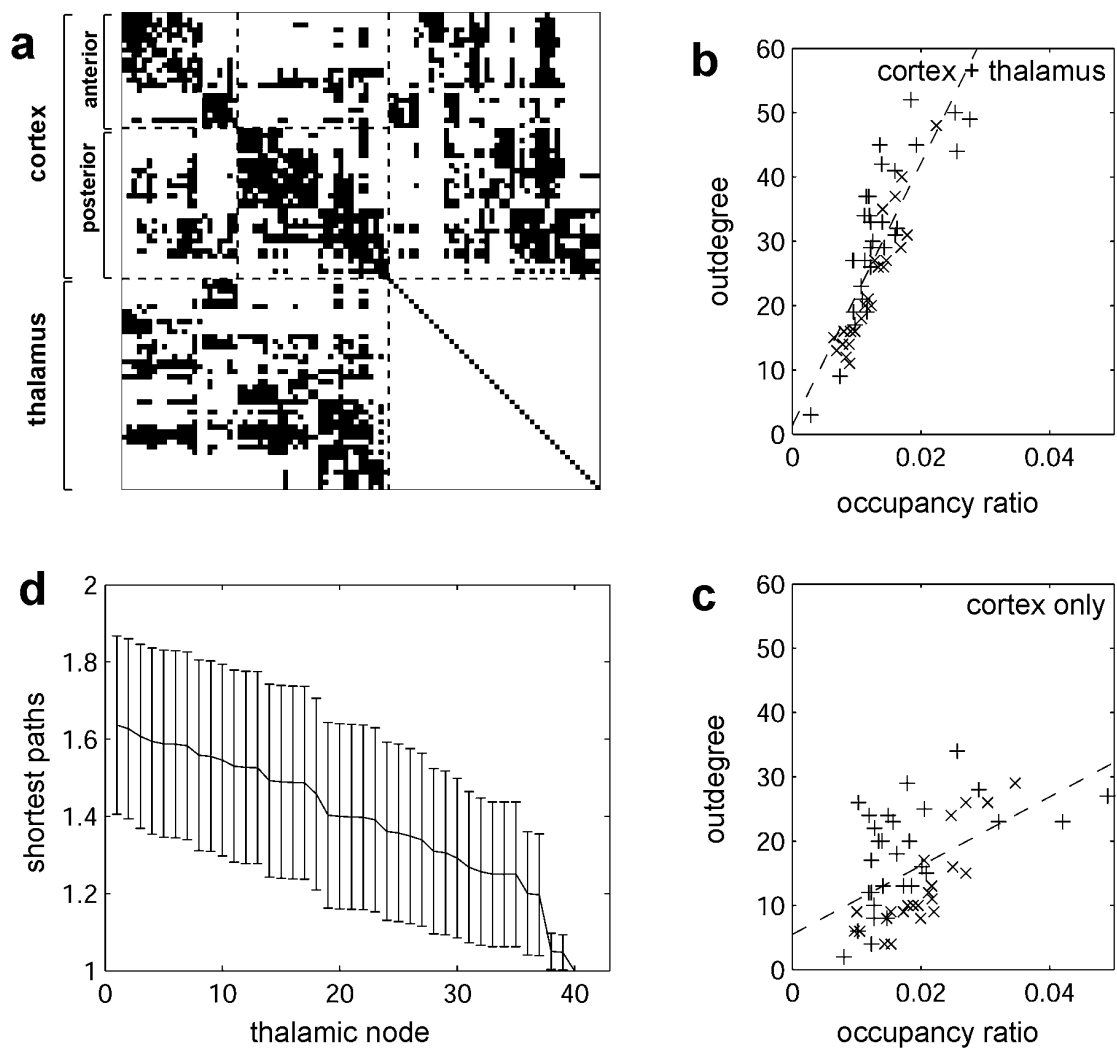 a
cortex
anterior
posterior
thalamus
b
cortex + thalamus
60
50
40
30
20
10
0
outdegree
0
0.02
0.04
occupancy ratio
d
2
1.8
1.6
1.4
1.2
1
shortest paths
0
10
20
30
40
thalamic node
c
cortex only
60
50
40
30
20
10
0
outdegree
0
0.02
0.04
occupancy ratio